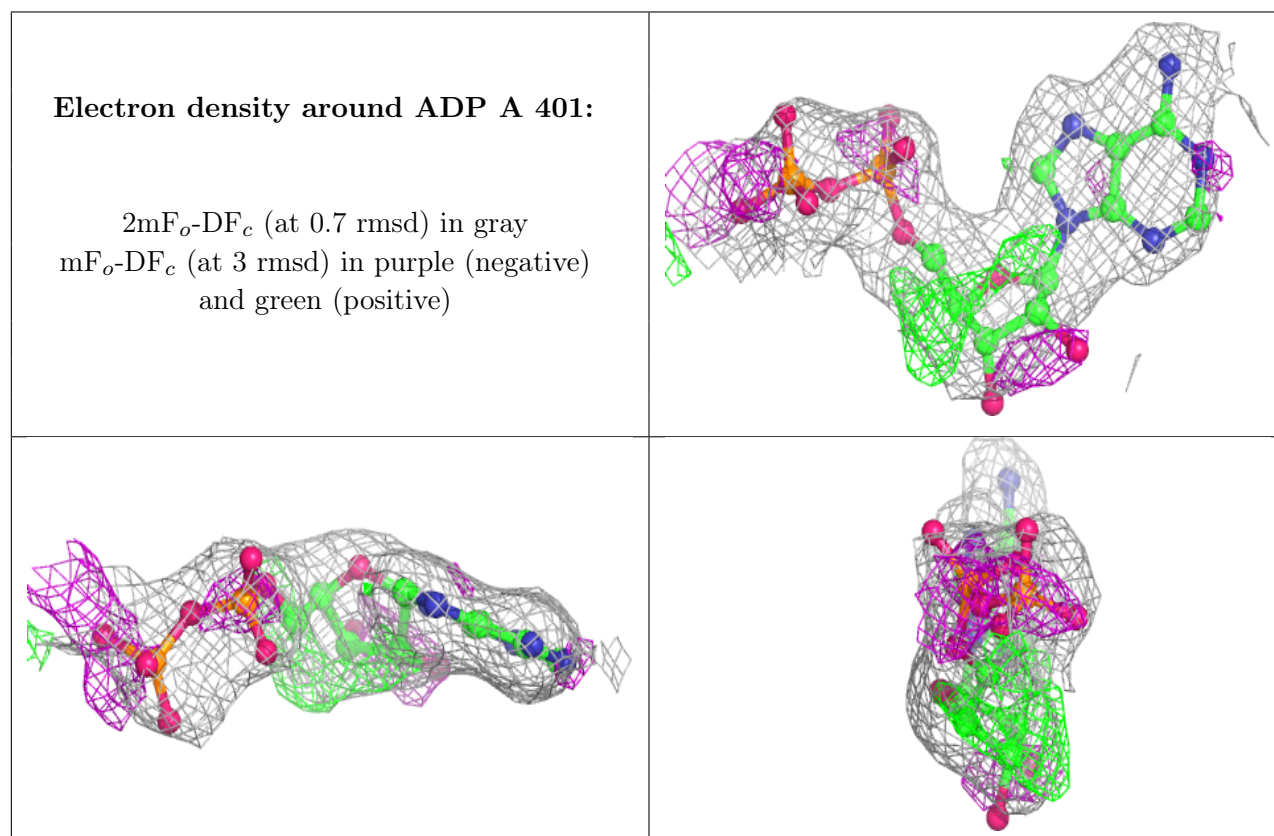 Electron density around ADP A 401:
2mFo-DFc (at 0.7 rmsd) in gray
mFo-DFc (at 3 rmsd) in purple (negative)
and green (positive)